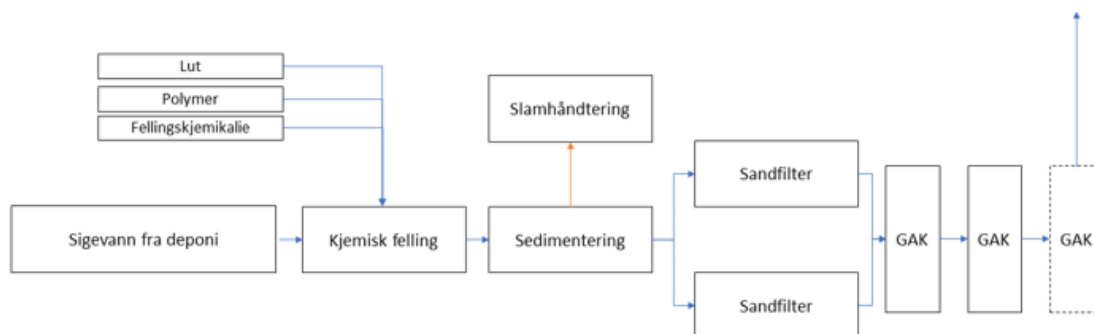 Lut
Polymer
Fellingskjemikalie
Slamhåndtering
Sandfilter
Sigevann fra deponi
Kjemisk felling
Sedimentering
GAK
GAK
GAK
Sandfilter